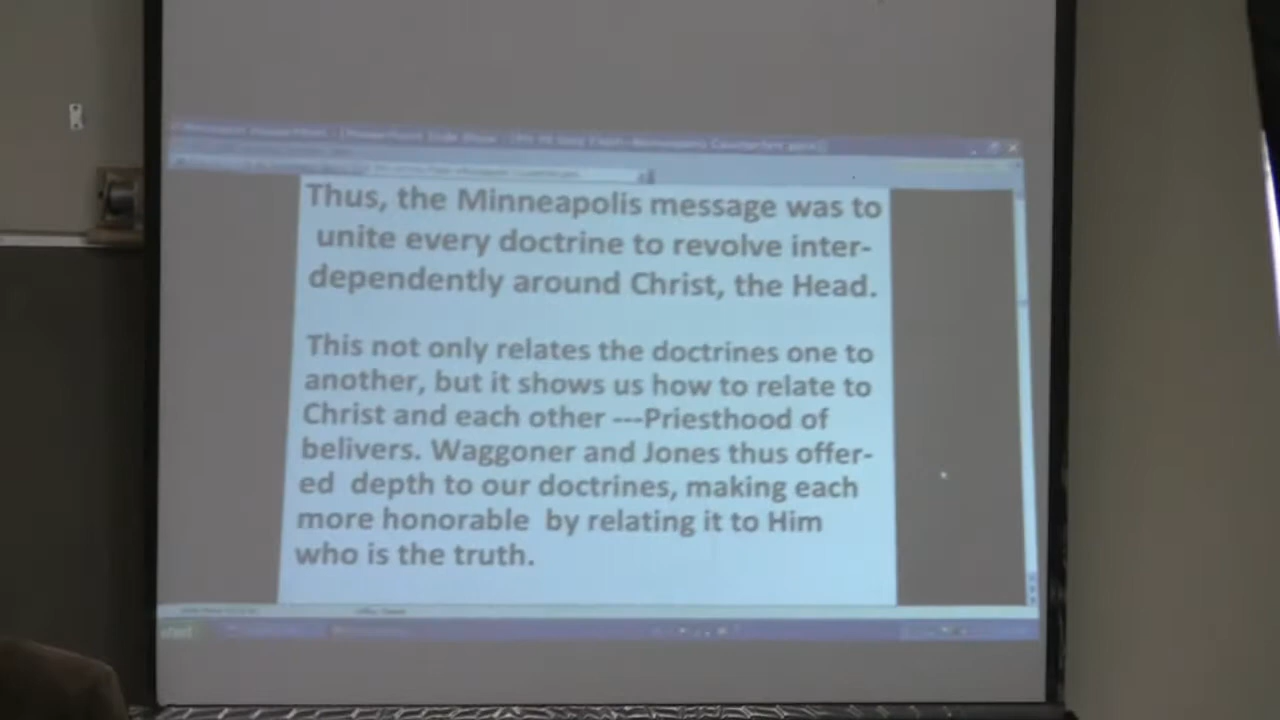 Thus, the Minneapolis message was to
unite every doctrine to revolve inter-
dependently around Christ, the Head.
This not only relates the doctrines one to
another, but it shows us how to relate to
Christ and each other ---Priesthood of
belivers. Waggoner and Jones thus offer-
ed depth to our doctrines, making each
more honorable by relating it to Him
who is the truth.
start